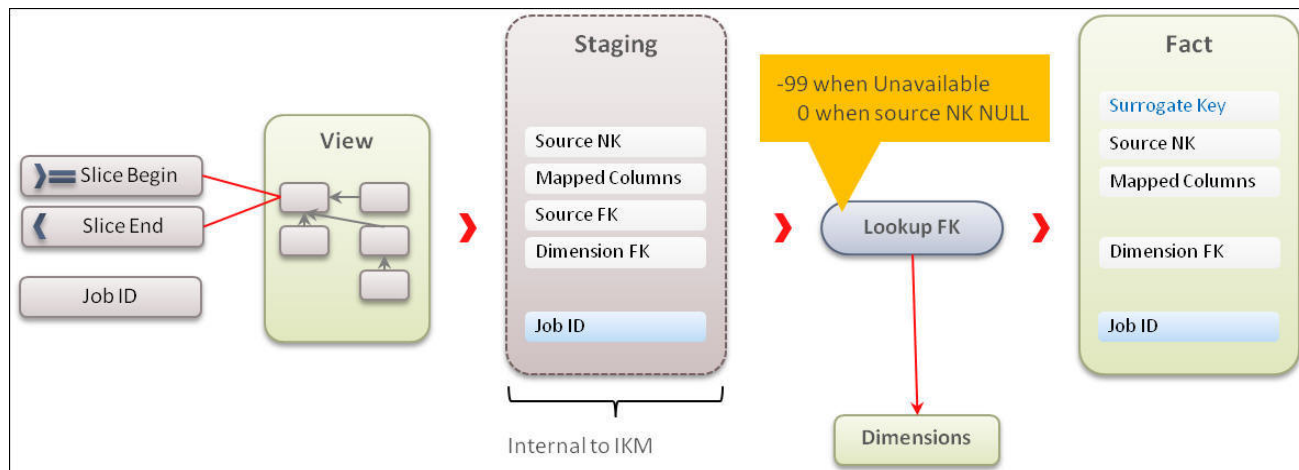 Slice Begin
Slice End
Job ID
View
Staging
Source NK
Mapped Columns
Source FK
Dimension FK
Job ID
Internal to IKM
-99 when Unavailable
0 when source NK NULL
Lookup FK
Dimensions
Fact
Surrogate Key
Source NK
Mapped Columns
Dimension FK
Job ID